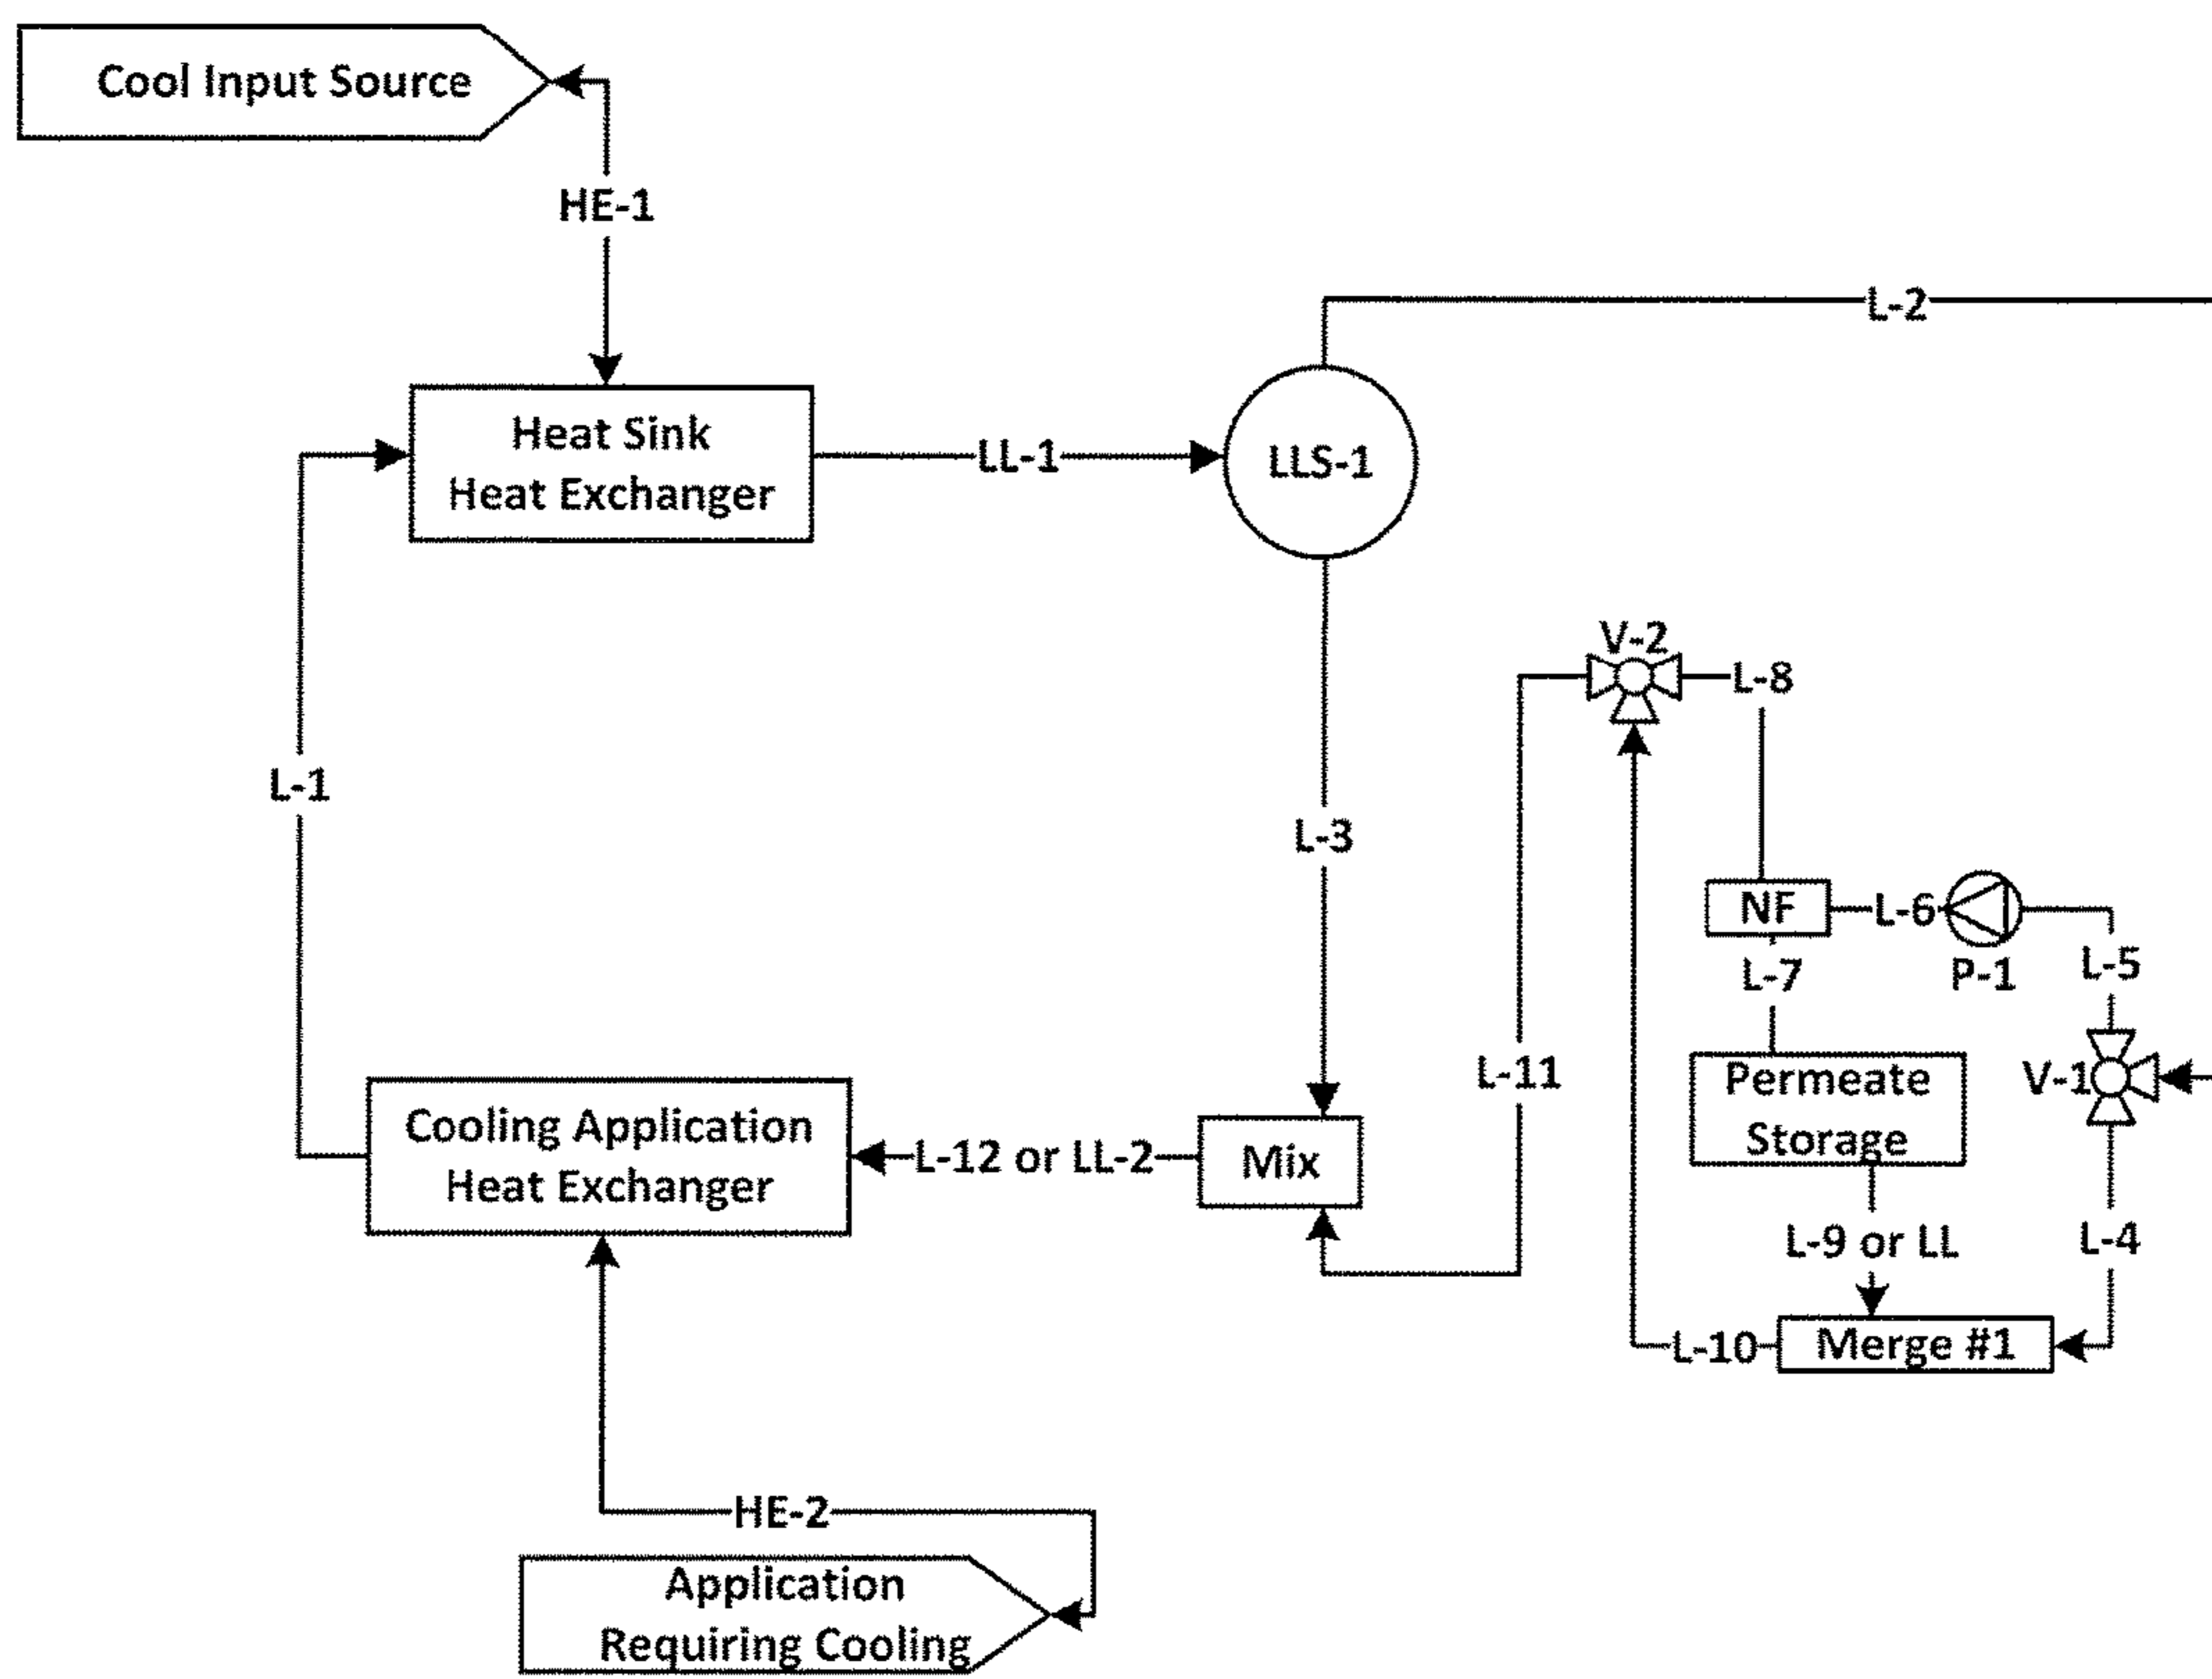 Cool Input Source
HE-1
L-2
Heat Sink
Heat Exchanger
LL-1
LLS-1
V-2
L-8
L-1
L-3
NF
L-6
P-1
L-5
L-7
L-11
V-1
Permeate
Storage
Cooling Application
Heat Exchanger
L-12 or LL-2
Mix
L-9 or LL
L-4
L-10
Merge #1
HE-2
Application
Requiring Cooling